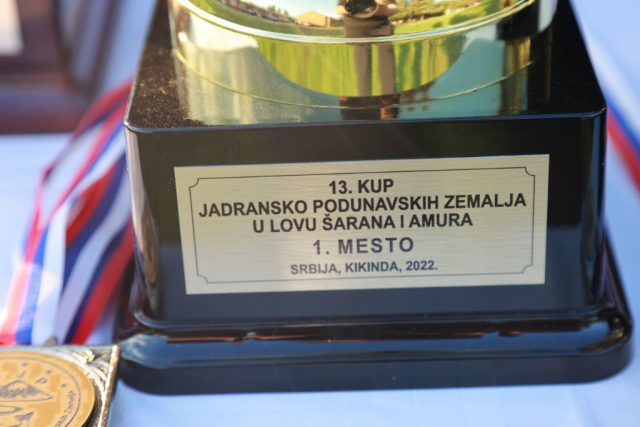 13. KUP
JADRANSKO PODUNAVSKIH ZEMALJA
U LOVU ŠARANA I AMURA
1. MESTO
SRBIJA, KIKINDA, 2022.